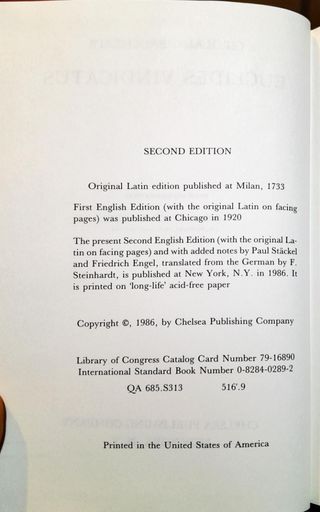 SECOND EDITION
Original Latin edition published at Milan, 1733
First English Edition (with the original Latin on facing
pages) was published at Chicago in 1920
The present Second English Edition (with the original La-
tin on facing pages) and with added notes by Paul Stäckel
and Friedrich Engel, translated from the German by F.
Steinhardt, is published at New York, N.Y. in 1986. It
is printed on 'long-life' acid-free paper
Copyright ©, 1986, by Chelsea Publishing Company
Library of Congress Catalog Card Number 79-16890
International Standard Book Number 0-8284-0289-2
QA 685.S313 516'.9
Printed in the United States of America